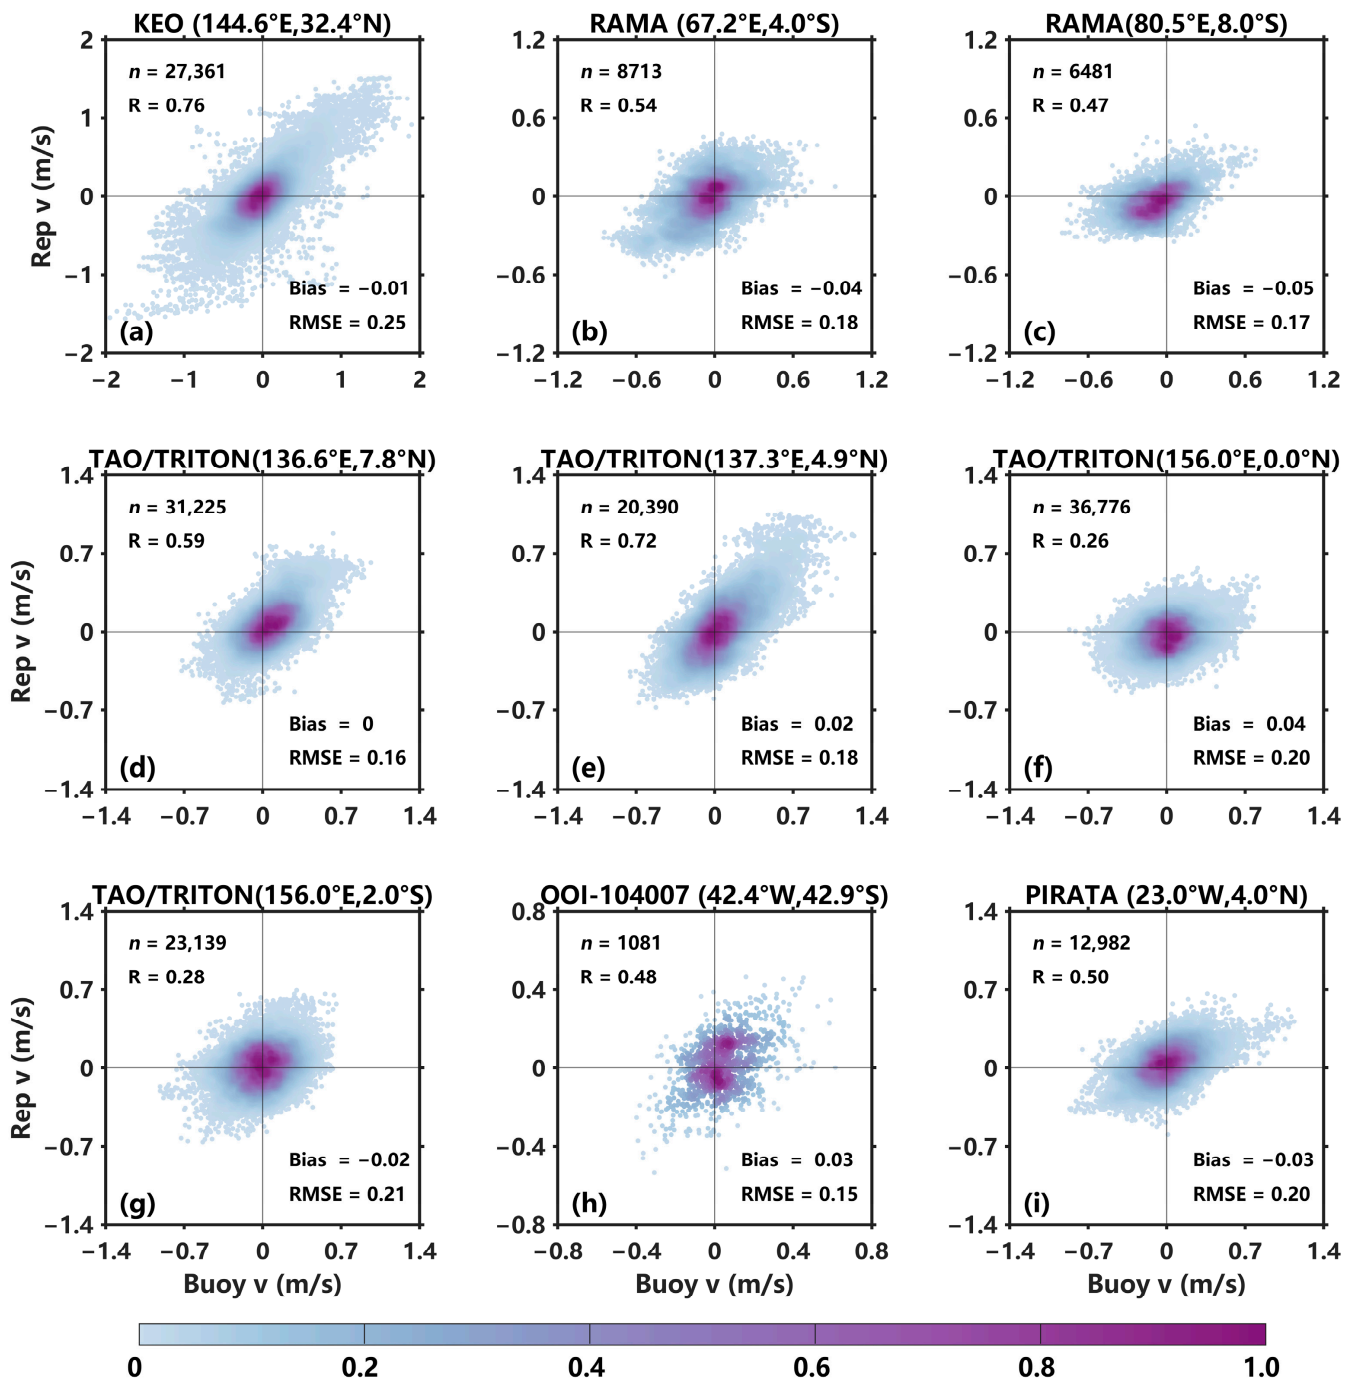 KEO (144.6°E,32.4°N)
n = 27,361
R = 0.76
Bias = −0.01
RMSE = 0.25
(a)
Rep v (m/s)
2
1
0
−1
−2
−2 −1 0 1 2
RAMA (67.2°E,4.0°S)
n = 8713
R = 0.54
Bias = −0.04
RMSE = 0.18
(b)
1.2
0.6
0
−0.6
−1.2
−1.2 −0.6 0 0.6 1.2
RAMA(80.5°E,8.0°S)
n = 6481
R = 0.47
Bias = −0.05
RMSE = 0.17
(c)
1.2
0.6
0
−0.6
−1.2
−1.2 −0.6 0 0.6 1.2
TAO/TRITON(136.6°E,7.8°N)
n = 31,225
R = 0.59
Bias = 0
RMSE = 0.16
(d)
Rep v (m/s)
1.4
0.7
0
−0.7
−1.4
−1.4 −0.7 0 0.7 1.4
TAO/TRITON(137.3°E,4.9°N)
n = 20,390
R = 0.72
Bias = 0.02
RMSE = 0.18
(e)
1.4
0.7
0
−0.7
−1.4
−1.4 −0.7 0 0.7 1.4
TAO/TRITON(156.0°E,0.0°N)
n = 36,776
R = 0.26
Bias = 0.04
RMSE = 0.20
(f)
1.4
0.7
0
−0.7
−1.4
−1.4 −0.7 0 0.7 1.4
TAO/TRITON(156.0°E,2.0°S)
n = 23,139
R = 0.28
Bias = −0.02
RMSE = 0.21
(g)
Rep v (m/s)
1.4
0.7
0
−0.7
−1.4
−1.4 −0.7 0 0.7 1.4
Buoy v (m/s)
OOI-104007 (42.4°W,42.9°S)
n = 1081
R = 0.48
Bias = 0.03
RMSE = 0.15
(h)
0.8
0.4
0
−0.4
−0.8
−0.8 −0.4 0 0.4 0.8
Buoy v (m/s)
PIRATA (23.0°W,4.0°N)
n = 12,982
R = 0.50
Bias = −0.03
RMSE = 0.20
(i)
1.4
0.7
0
−0.7
−1.4
−1.4 −0.7 0 0.7 1.4
Buoy v (m/s)
0 0.2 0.4 0.6 0.8 1.0